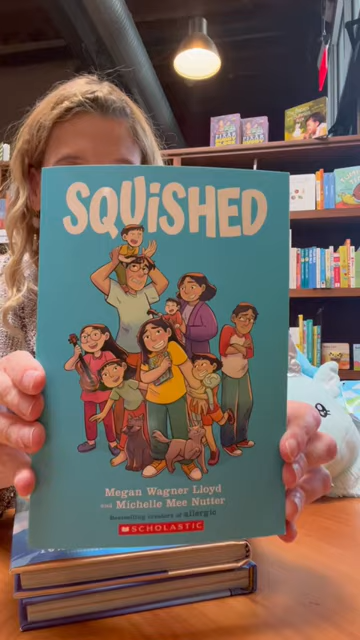 SQUiSHED
Megan Wagner Lloyd
AND Michelle Mee Nutter
Bestselling creators of allergic
SCHOLASTIC